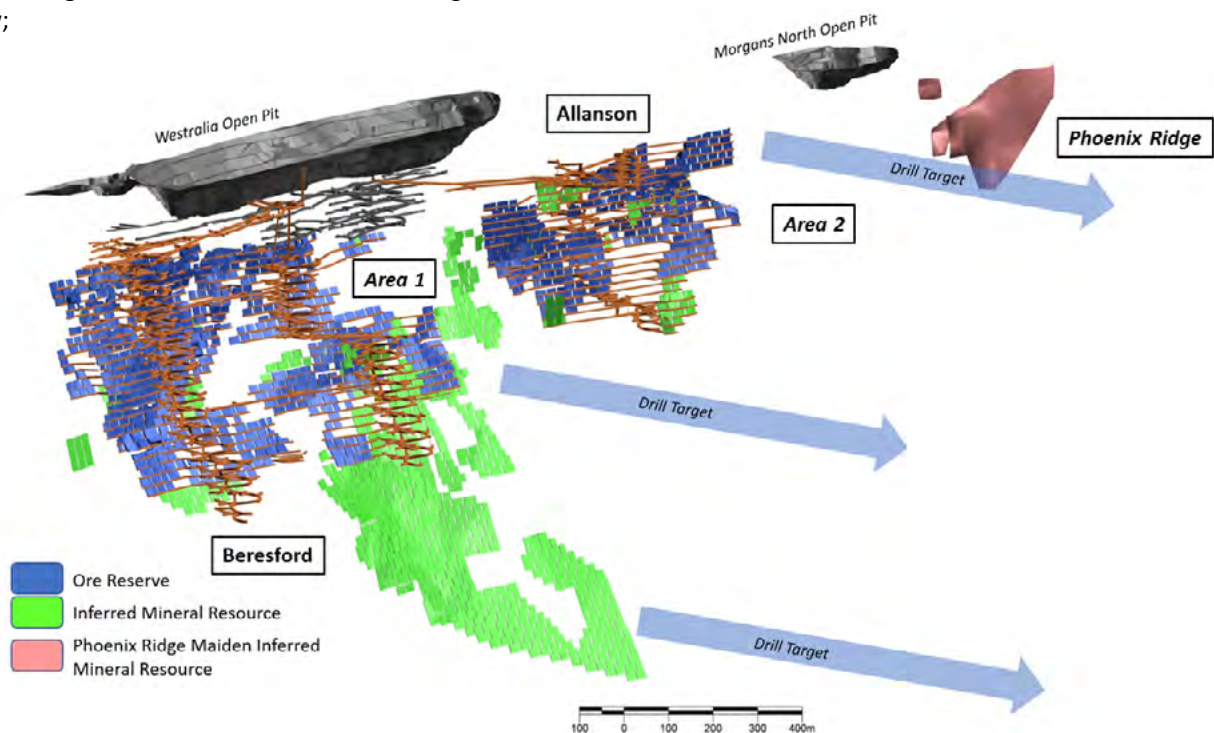 ;
Morgans North Open Pit
Westralia Open Pit
Allanson
Phoenix Ridge
Drill Target
Area 2
Area 1
Drill Target
Beresford
Ore Reserve
Inferred Mineral Resource
Phoenix Ridge Maiden Inferred
Mineral Resource
Drill Target
100 0 100 200 300 400m